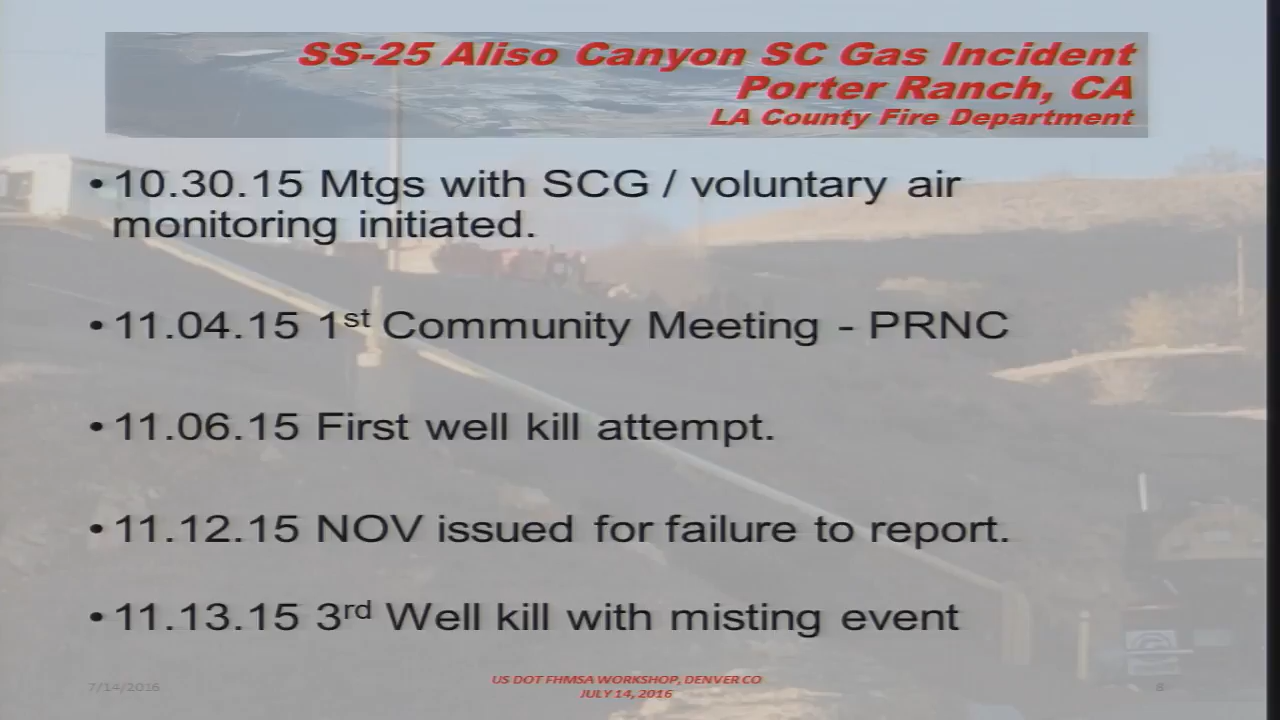 SS-25 Aliso Canyon SC Gas Incident
Porter Ranch, CA
LA County Fire Department
• 10.30.15 Mtgs with SCG / voluntary air
monitoring initiated.
• 11.04.15 1st Community Meeting - PRNC
• 11.06.15 First well kill attempt.
• 11.12.15 NOV issued for failure to report.
• 11.13.15 3rd Well kill with misting event
7/14/2016
US DOT FHMSA WORKSHOP, DENVER CO
JULY 14, 2016
6